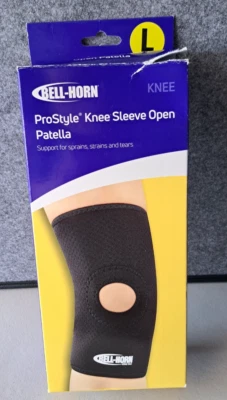 L
BELL-HORN
KNEE
ProStyle® Knee Sleeve Open
Patella
Support for sprains, strains and tears
BELL-HORN